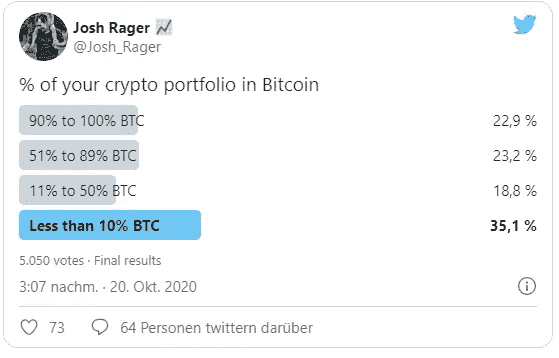 Josh Rager 📈
@Josh_Rager
% of your crypto portfolio in Bitcoin
90% to 100% BTC 22,9 %
51% to 89% BTC 23,2 %
11% to 50% BTC 18,8 %
Less than 10% BTC 35,1 %
5.050 votes · Final results
3:07 nachm. · 20. Okt. 2020
73 64 Personen twittern darüber